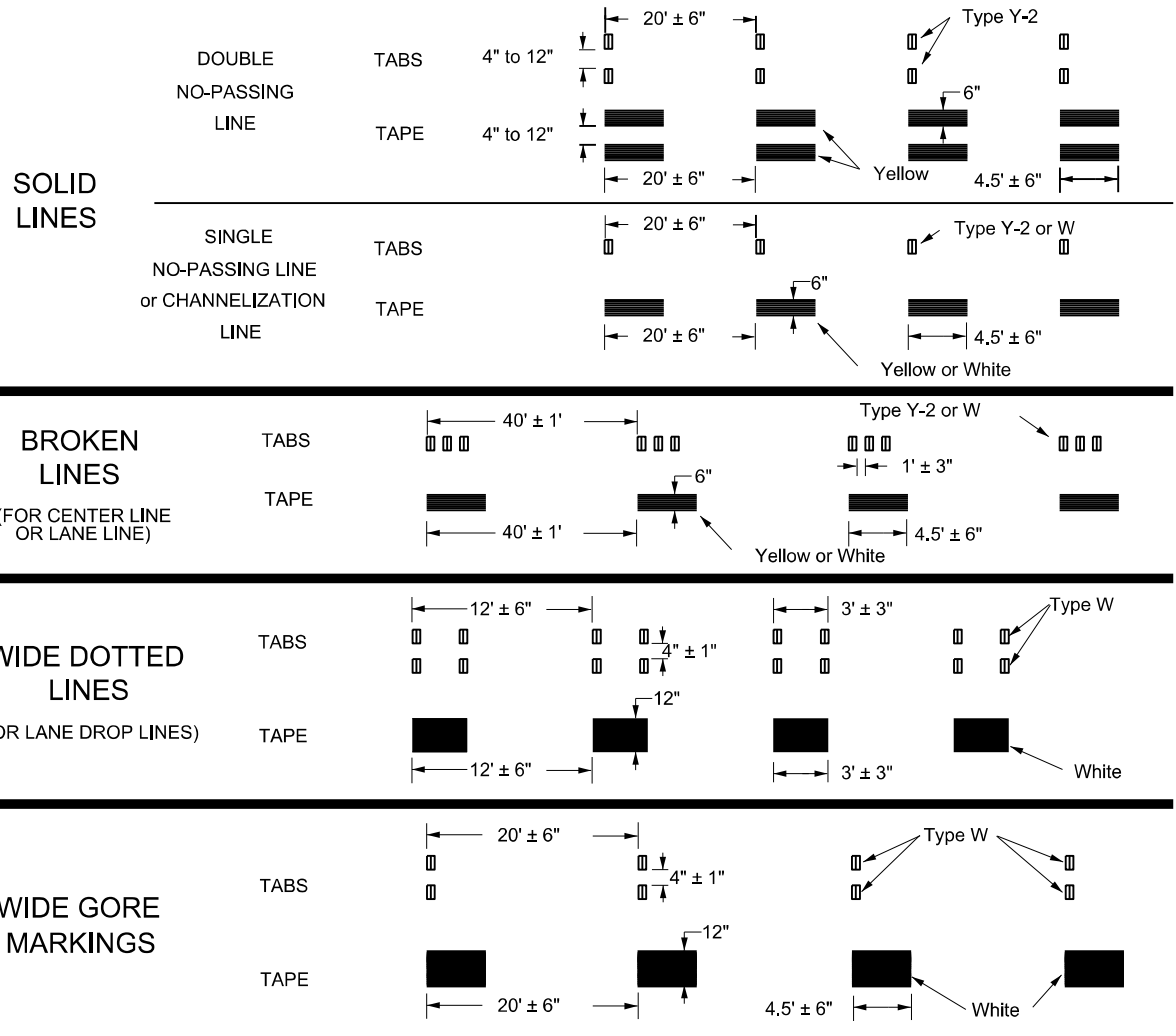 20' ± 6"
Type Y-2
DOUBLE
NO-PASSING
LINE
TABS
4" to 12"
6"
TAPE
4" to 12"
Yellow
20' ± 6"
4.5' ± 6"
SOLID
LINES
SINGLE
NO-PASSING LINE
or CHANNELIZATION
LINE
TABS
20' ± 6"
Type Y-2 or W
TAPE
6"
20' ± 6"
4.5' ± 6"
Yellow or White
BROKEN
LINES
(FOR CENTER LINE
OR LANE LINE)
TABS
40' ± 1'
Type Y-2 or W
1' ± 3"
TAPE
6"
40' ± 1'
4.5' ± 6"
Yellow or White
WIDE DOTTED
LINES
OR LANE DROP LINES)
TABS
12' ± 6"
3' ± 3"
Type W
4" ± 1"
TAPE
12"
12' ± 6"
3' ± 3"
White
WIDE GORE
MARKINGS
TABS
20' ± 6"
Type W
4" ± 1"
TAPE
12"
20' ± 6"
4.5' ± 6"
White